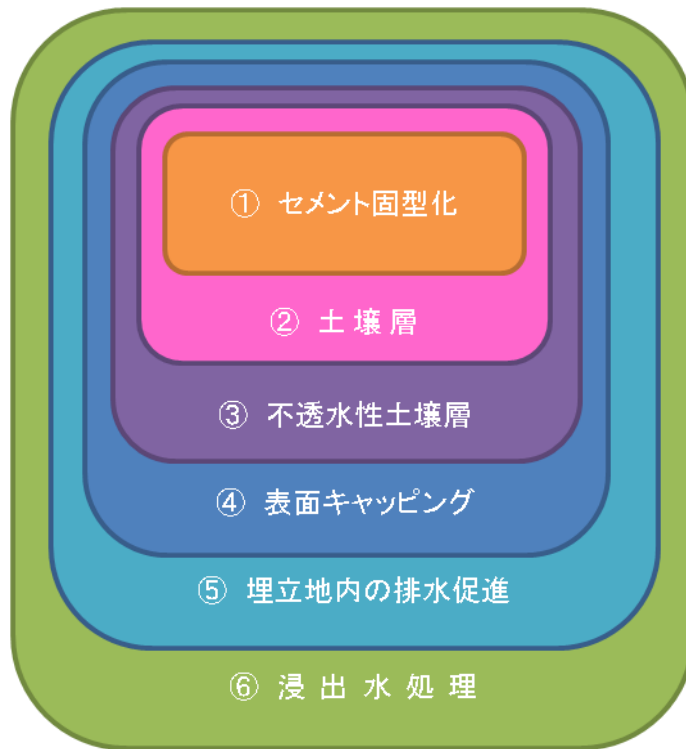 ① セメント固型化
② 土壌層
③ 不透水性土壌層
④ 表面キャッピング
⑤ 埋立地内の排水促進
⑥ 浸出水処理